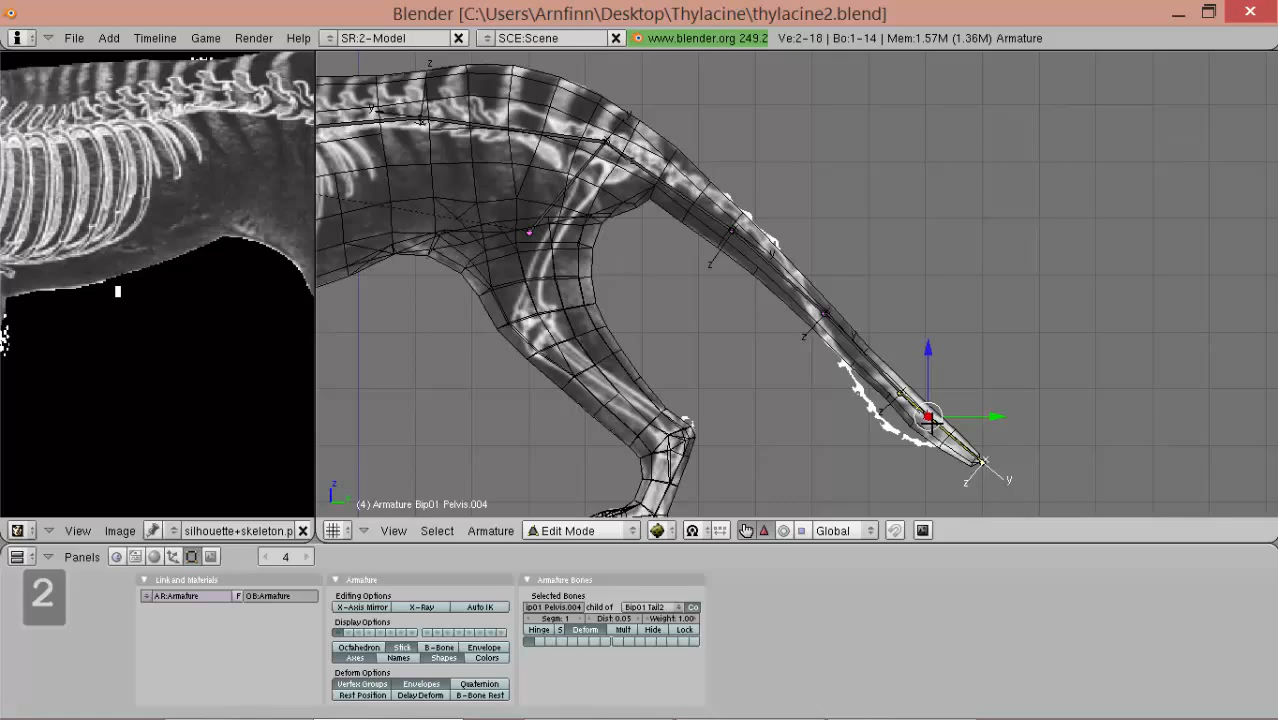 Blender [C:\Users\Arnfinn\Desktop\Thylacine\thylacine2.blend]
File Add Timeline Game Render Help SR:2-Model SCE:Scene www.blender.org 249.2 Ve:2-18 | Bo:1-14 | Mem:1.57M (1.36M) Armature
z
y
z
y
z
y
z
y
z
z
(4) Armature Bip01 Pelvis.004
View Image silhouette+skeleton.p
View Select Armature Edit Mode Global
Panels 4
2
Link and Materials
AR:Armature F OB:Armature
Armature
Editing Options
X-Axis Mirror X-Ray Auto IK
Display Options
Octahedron Stick B-Bone Envelope
Axes Names Shapes Colors
Deform Options
Vertex Groups Envelopes Quaternion
Rest Position Delay Deform B-Bone Rest
Armature Bones
Selected Bones
ip01 Pelvis.004 child of Bip01 Tail2 Co
Segm: 1 Dist: 0.05 Weight: 1.00
Hinge S Deform Mult Hide Lock